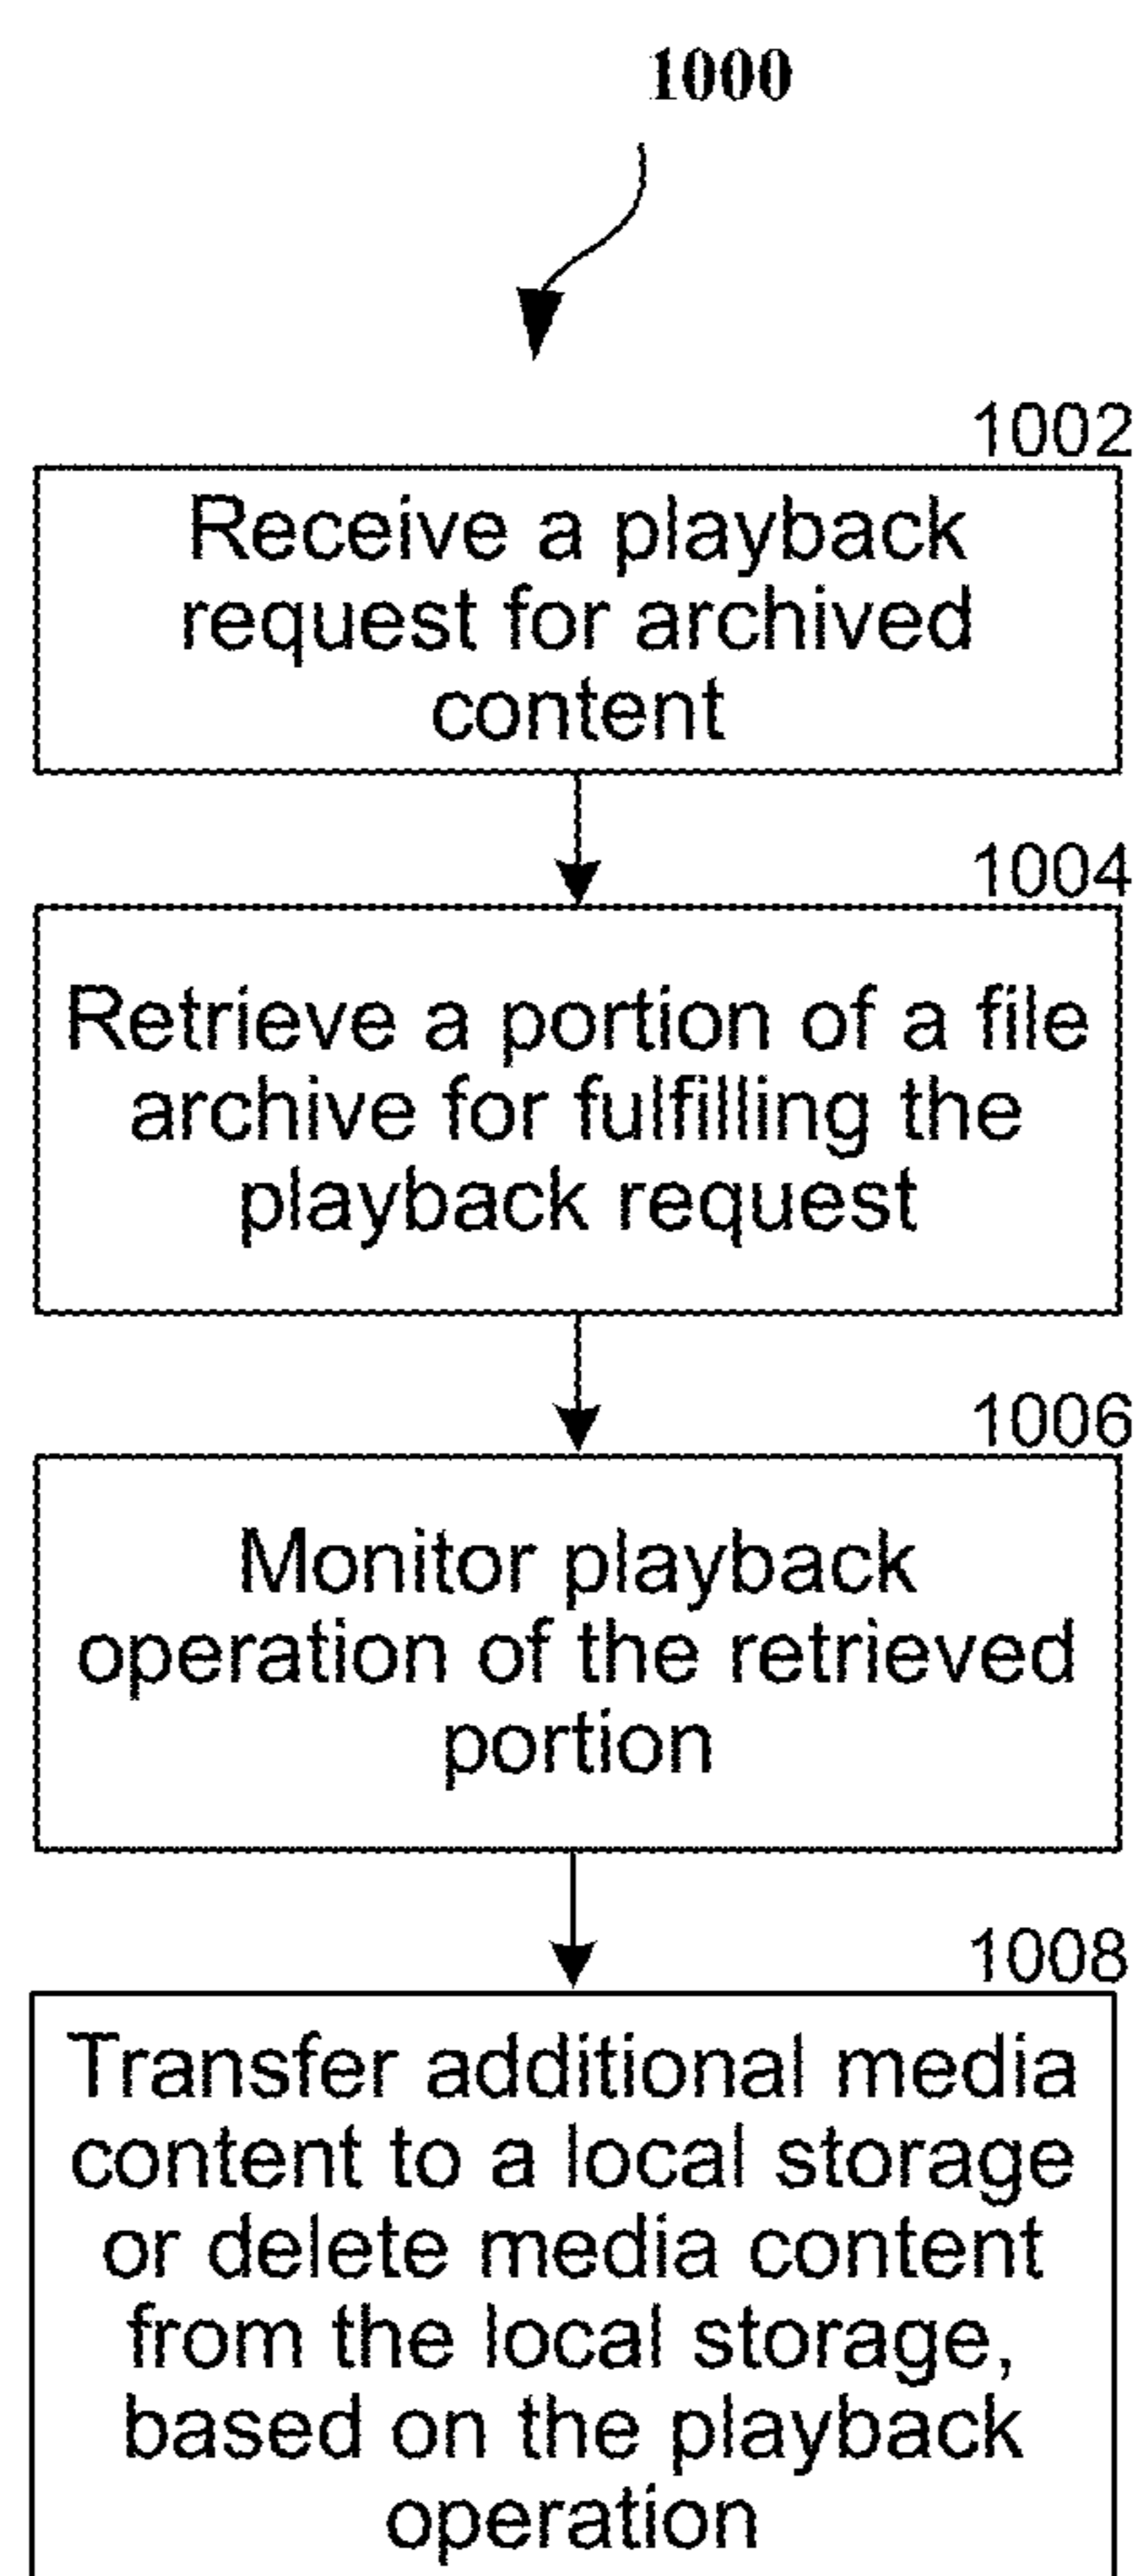 1000
1002
Receive a playback
request for archived
content
1004
Retrieve a portion of a file
archive for fulfilling the
playback request
1006
Monitor playback
operation of the retrieved
portion
1008
Transfer additional media
content to a local storage
or delete media content
from the local storage,
based on the playback
operation